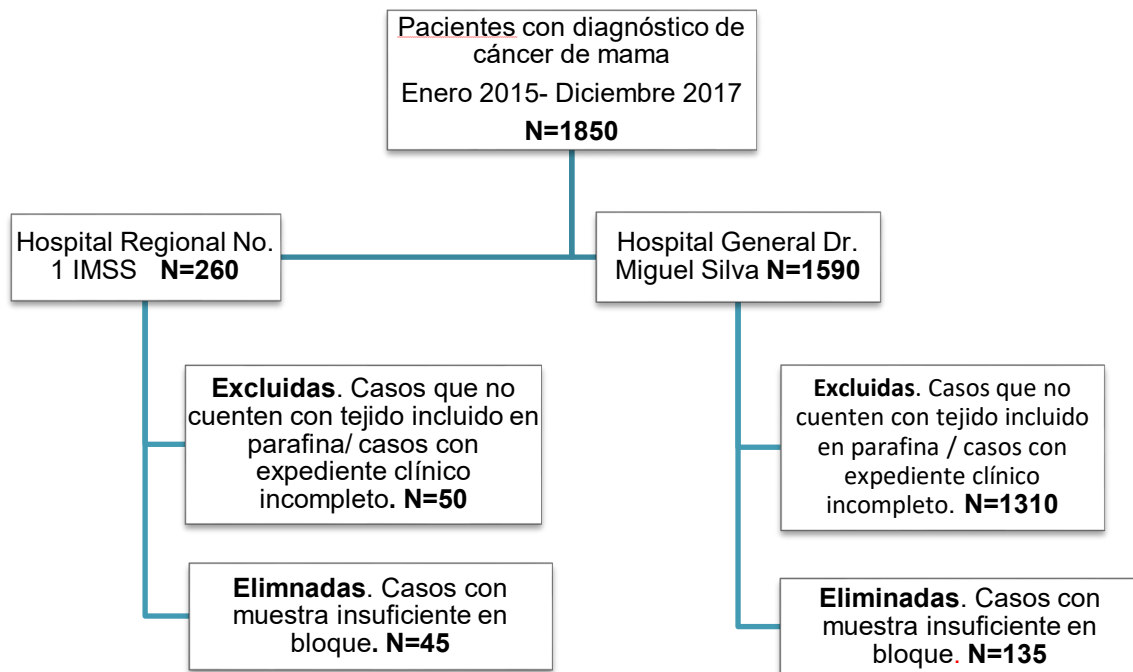 Pacientes con diagnóstico de
cáncer de mama
Enero 2015- Diciembre 2017
N=1850
Hospital Regional No.
1 IMSS N=260
Hospital General Dr.
Miguel Silva N=1590
Excluidas. Casos que no
cuenten con tejido incluido en
parafina/ casos con
expediente clínico
incompleto. N=50
Excluidas. Casos que no
cuenten con tejido incluido
en parafina / casos con
expediente clínico
incompleto. N=1310
Elimnadas. Casos con
muestra insuficiente en
bloque. N=45
Eliminadas. Casos con
muestra insuficiente en
bloque. N=135